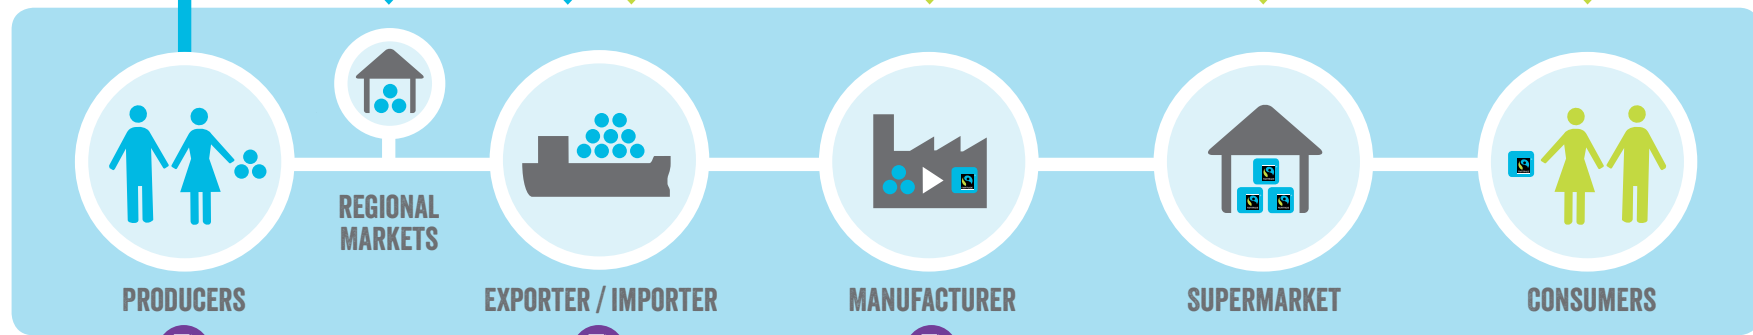 REGIONAL
MARKETS
PRODUCERS
EXPORTER / IMPORTER
MANUFACTURER
SUPERMARKET
CONSUMERS